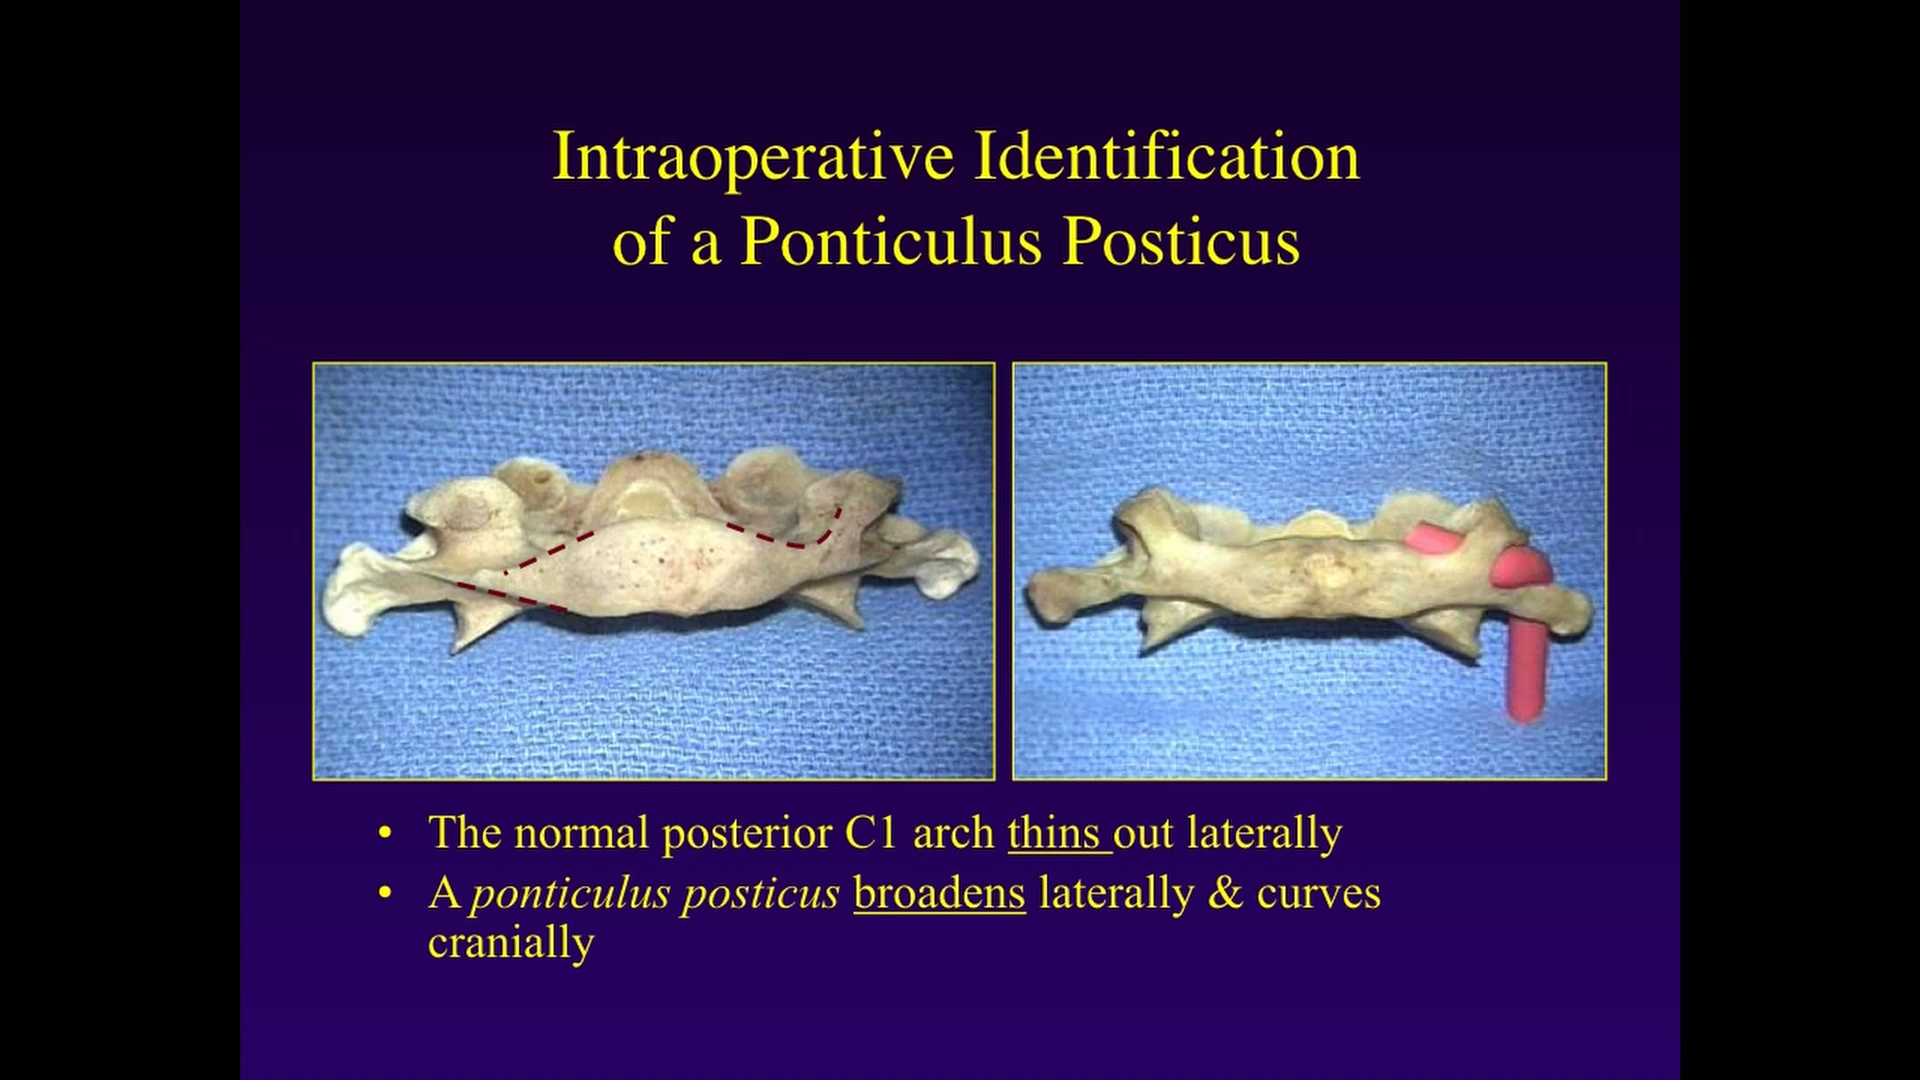 Intraoperative Identification
of a Ponticulus Posticus
• The normal posterior C1 arch thins out laterally
• A ponticulus posticus broadens laterally & curves
cranially